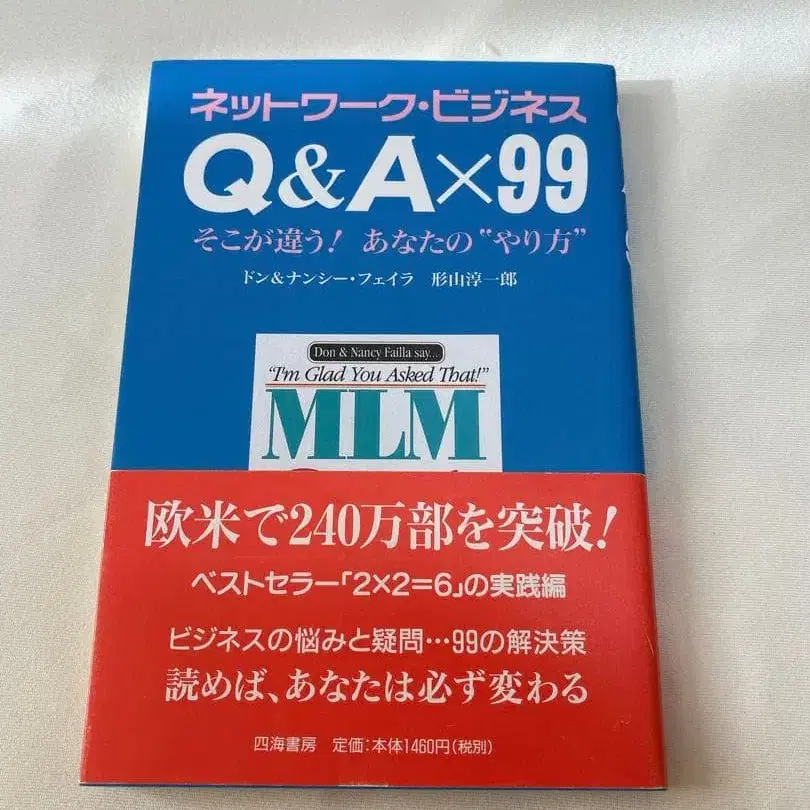 ネットワーク・ビジネス
Q&A×99
そこが違う! あなたの“やり方”
ドン&ナンシー・フェイラ 形山淳一郎
Don & Nancy Failla say...
“I'm Glad You Asked That!”
MLM
欧米で240万部を突破!
ベストセラー「2×2=6」の実践編
ビジネスの悩みと疑問…99の解決策
読めば、あなたは必ず変わる
四海書房 定価:本体1460円(税別)